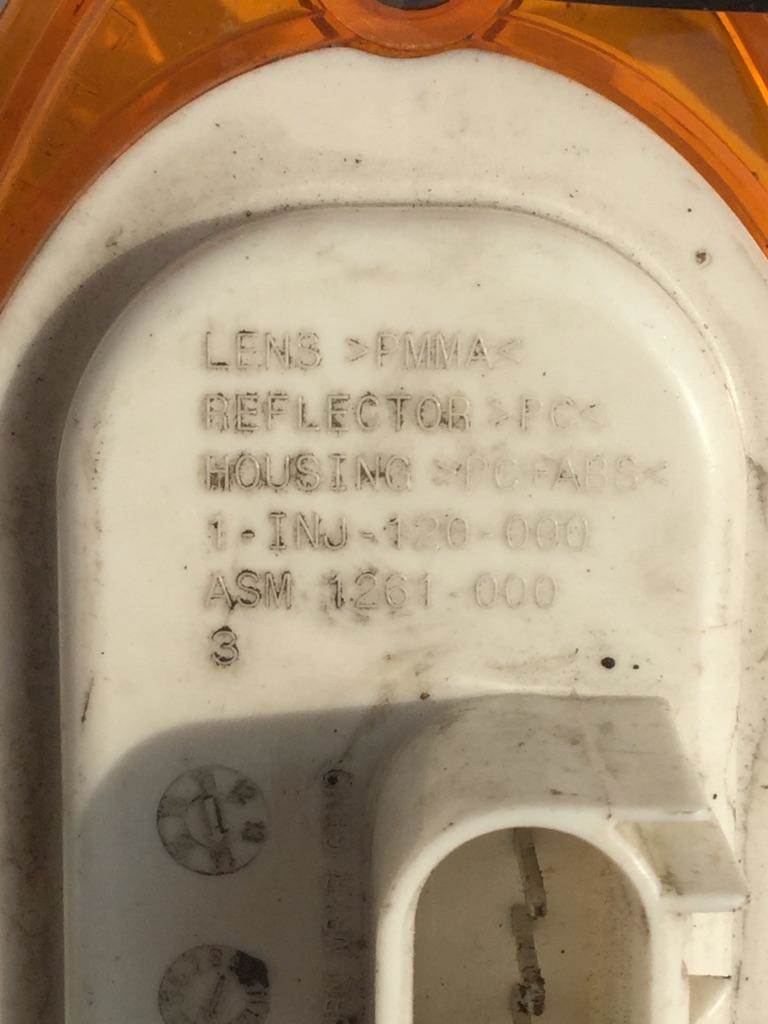 LENS >PMMA<
REFLECTOR >PC<
HOUSING >PC+ABS<
1-INJ-120-000
ASM 1261-000
3